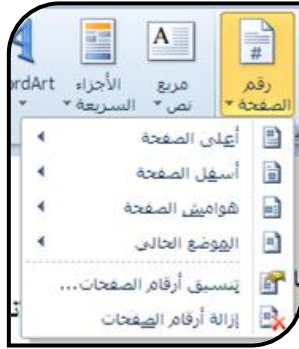 رقم الصفحة
مربع نص
الأجزاء السريعة
rdArt
أعلى الصفحة
أسفل الصفحة
هوامش الصفحة
الموضع الحالي
تنسيق أرقام الصفحات...
إزالة أرقام الصفحات